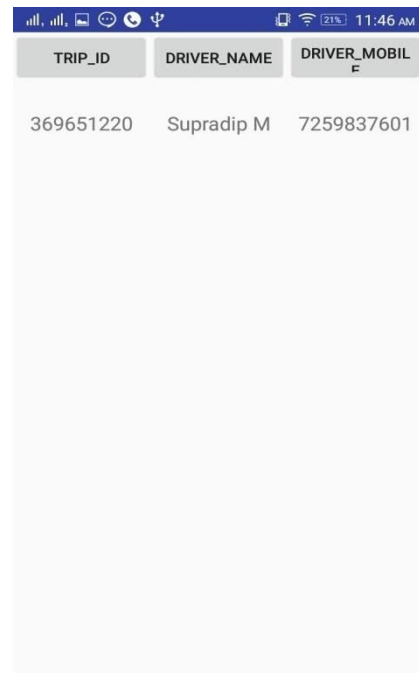 21% 11:46 AM
TRIP_ID DRIVER_NAME DRIVER_MOBIL
E
369651220 Supradip M 7259837601